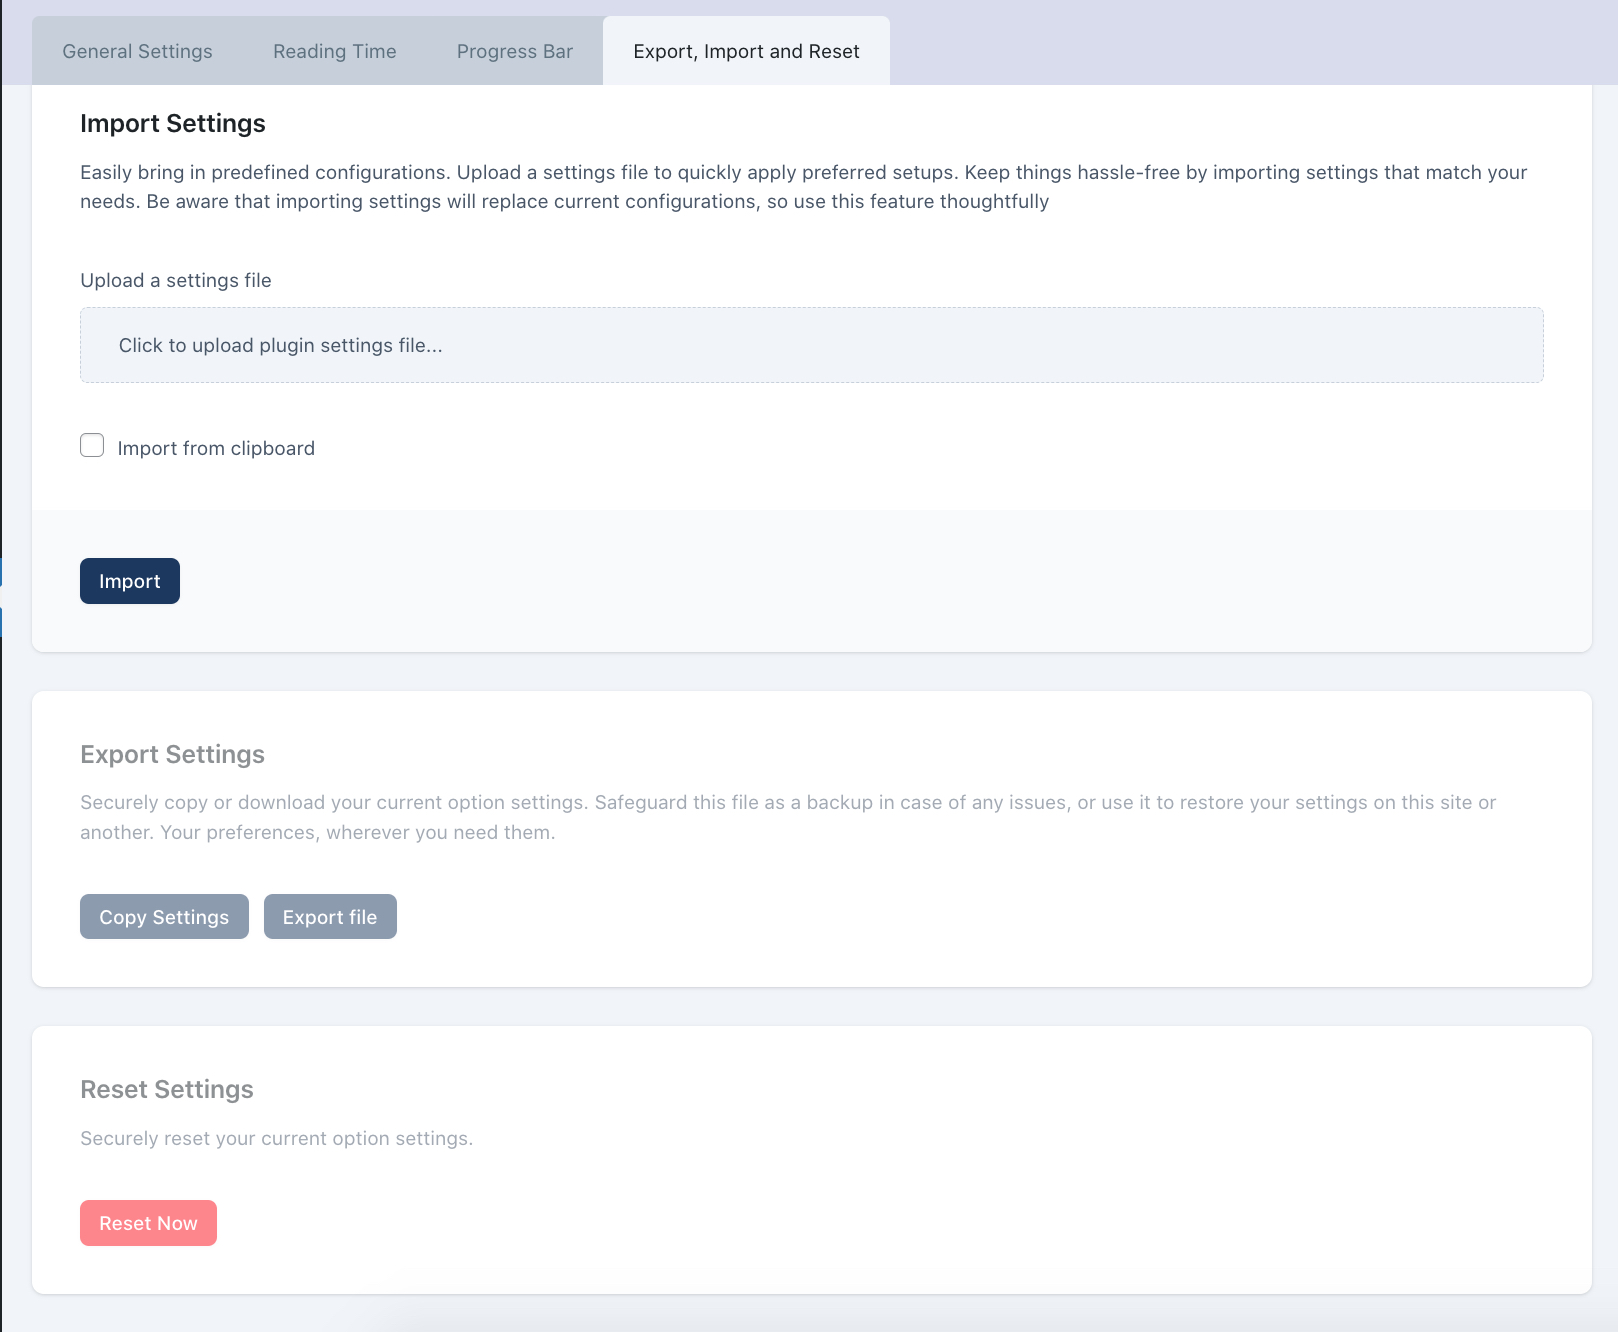 General Settings
Reading Time
Progress Bar
Export, Import and Reset
Import Settings
Easily bring in predefined configurations. Upload a settings file to quickly apply preferred setups. Keep things hassle-free by importing settings that match your
needs. Be aware that importing settings will replace current configurations, so use this feature thoughtfully
Upload a settings file
Click to upload plugin settings file...
Import from clipboard
Import
Export Settings
Securely copy or download your current option settings. Safeguard this file as a backup in case of any issues, or use it to restore your settings on this site or
another. Your preferences, wherever you need them.
Copy Settings
Export file
Reset Settings
Securely reset your current option settings.
Reset Now